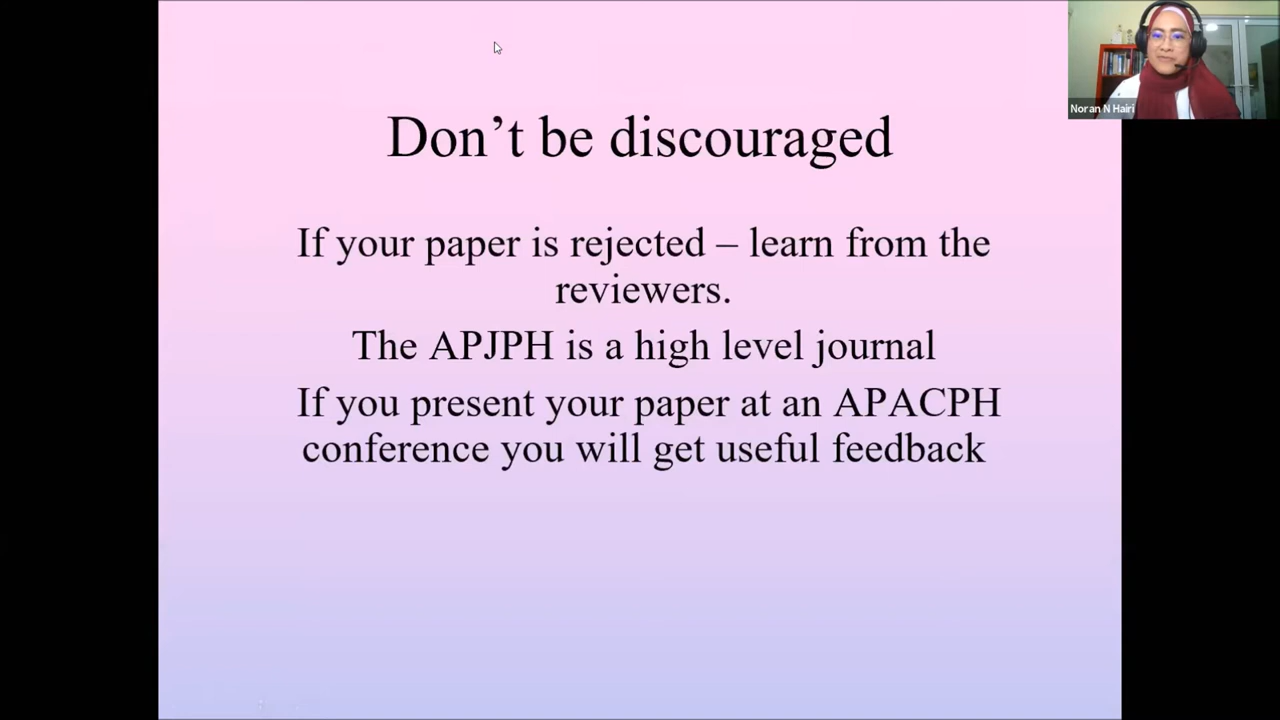 Don't be discouraged
If your paper is rejected – learn from the
reviewers.
The APJPH is a high level journal
If you present your paper at an APACPH
conference you will get useful feedback
Noran N Hairi